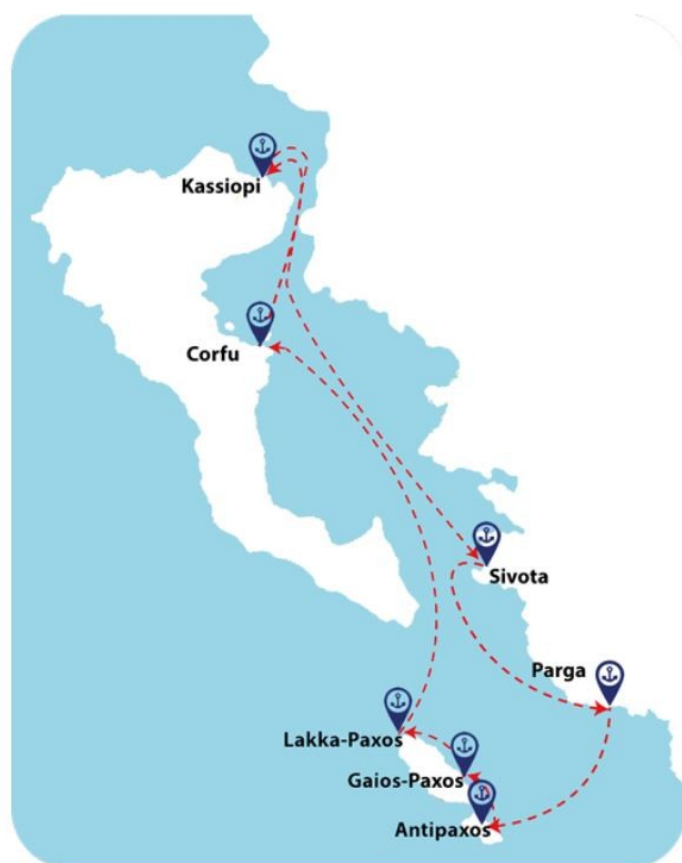 Kassiopi
Corfu
Sivota
Parga
Lakka-Paxos
Gaios-Paxos
Antipaxos